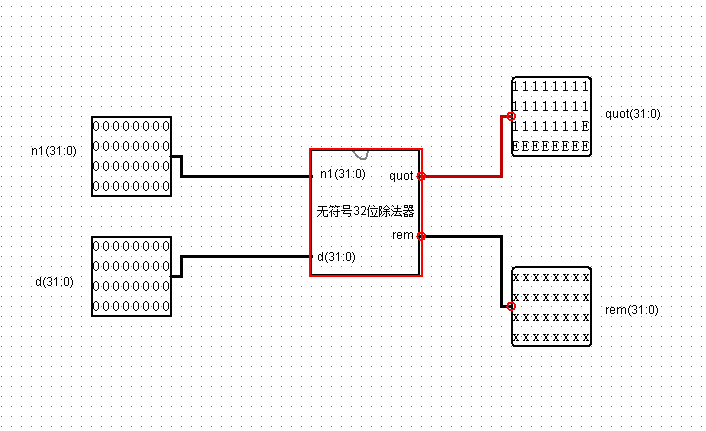 n1(31:0)
00000000
00000000
00000000
00000000
d(31:0)
00000000
00000000
00000000
00000000
n1(31:0)
quot
无符号32位除法器
rem
d(31:0)
11111111
11111111
1111111E
EEEEEEEE
quot(31:0)
xxxxxxxx
xxxxxxxx
xxxxxxxx
xxxxxxxx
rem(31:0)